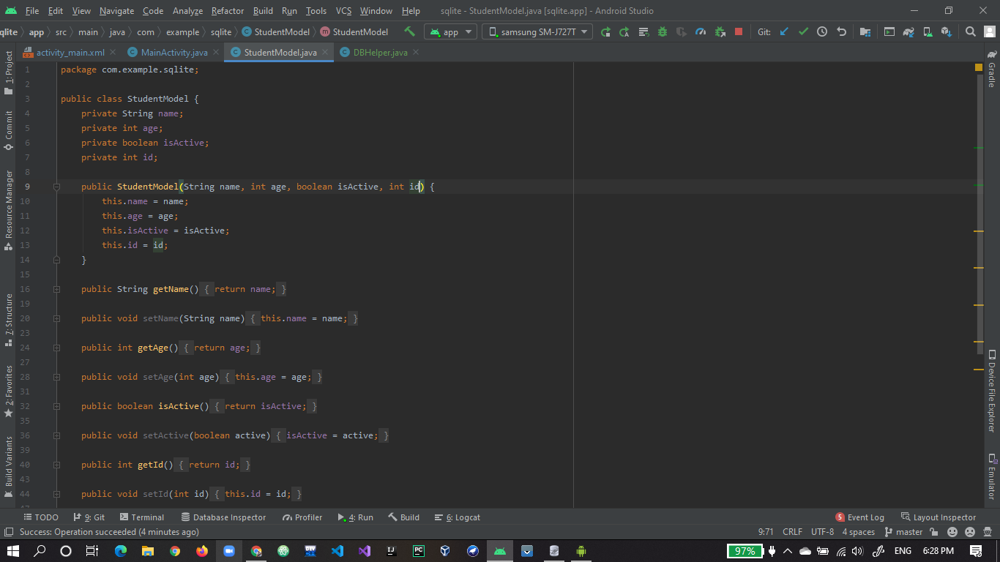 File Edit View Navigate Code Analyze Refactor Build Run Tools VCS Window Help sqlite - StudentModel.java [sqlite.app] - Android Studio
qlite app src main java com example sqlite StudentModel StudentModel app samsung SM-J727T Git:
activity_main.xml MainActivity.java StudentModel.java DBHelper.java
1 package com.example.sqlite;
2
3 public class StudentModel {
4 private String name;
5 private int age;
6 private boolean isActive;
7 private int id;
8
9 public StudentModel(String name, int age, boolean isActive, int id) {
10 this.name = name;
11 this.age = age;
12 this.isActive = isActive;
13 this.id = id;
14 }
15
16 public String getName() { return name; }
19
20 public void setName(String name) { this.name = name; }
23
24 public int getAge() { return age; }
27
28 public void setAge(int age) { this.age = age; }
31
32 public boolean isActive() { return isActive; }
35
36 public void setActive(boolean active) { isActive = active; }
39
40 public int getId() { return id; }
43
44 public void setId(int id) { this.id = id; }
47
1: Project
Commit
Resource Manager
7: Structure
2: Favorites
Build Variants
Gradle
Device File Explorer
Emulator
TODO 9: Git Terminal Database Inspector Profiler 4: Run Build 6: Logcat 5 Event Log Layout Inspector
Success: Operation succeeded (4 minutes ago) 9:71 CRLF UTF-8 4 spaces master
97% ENG 6:28 PM